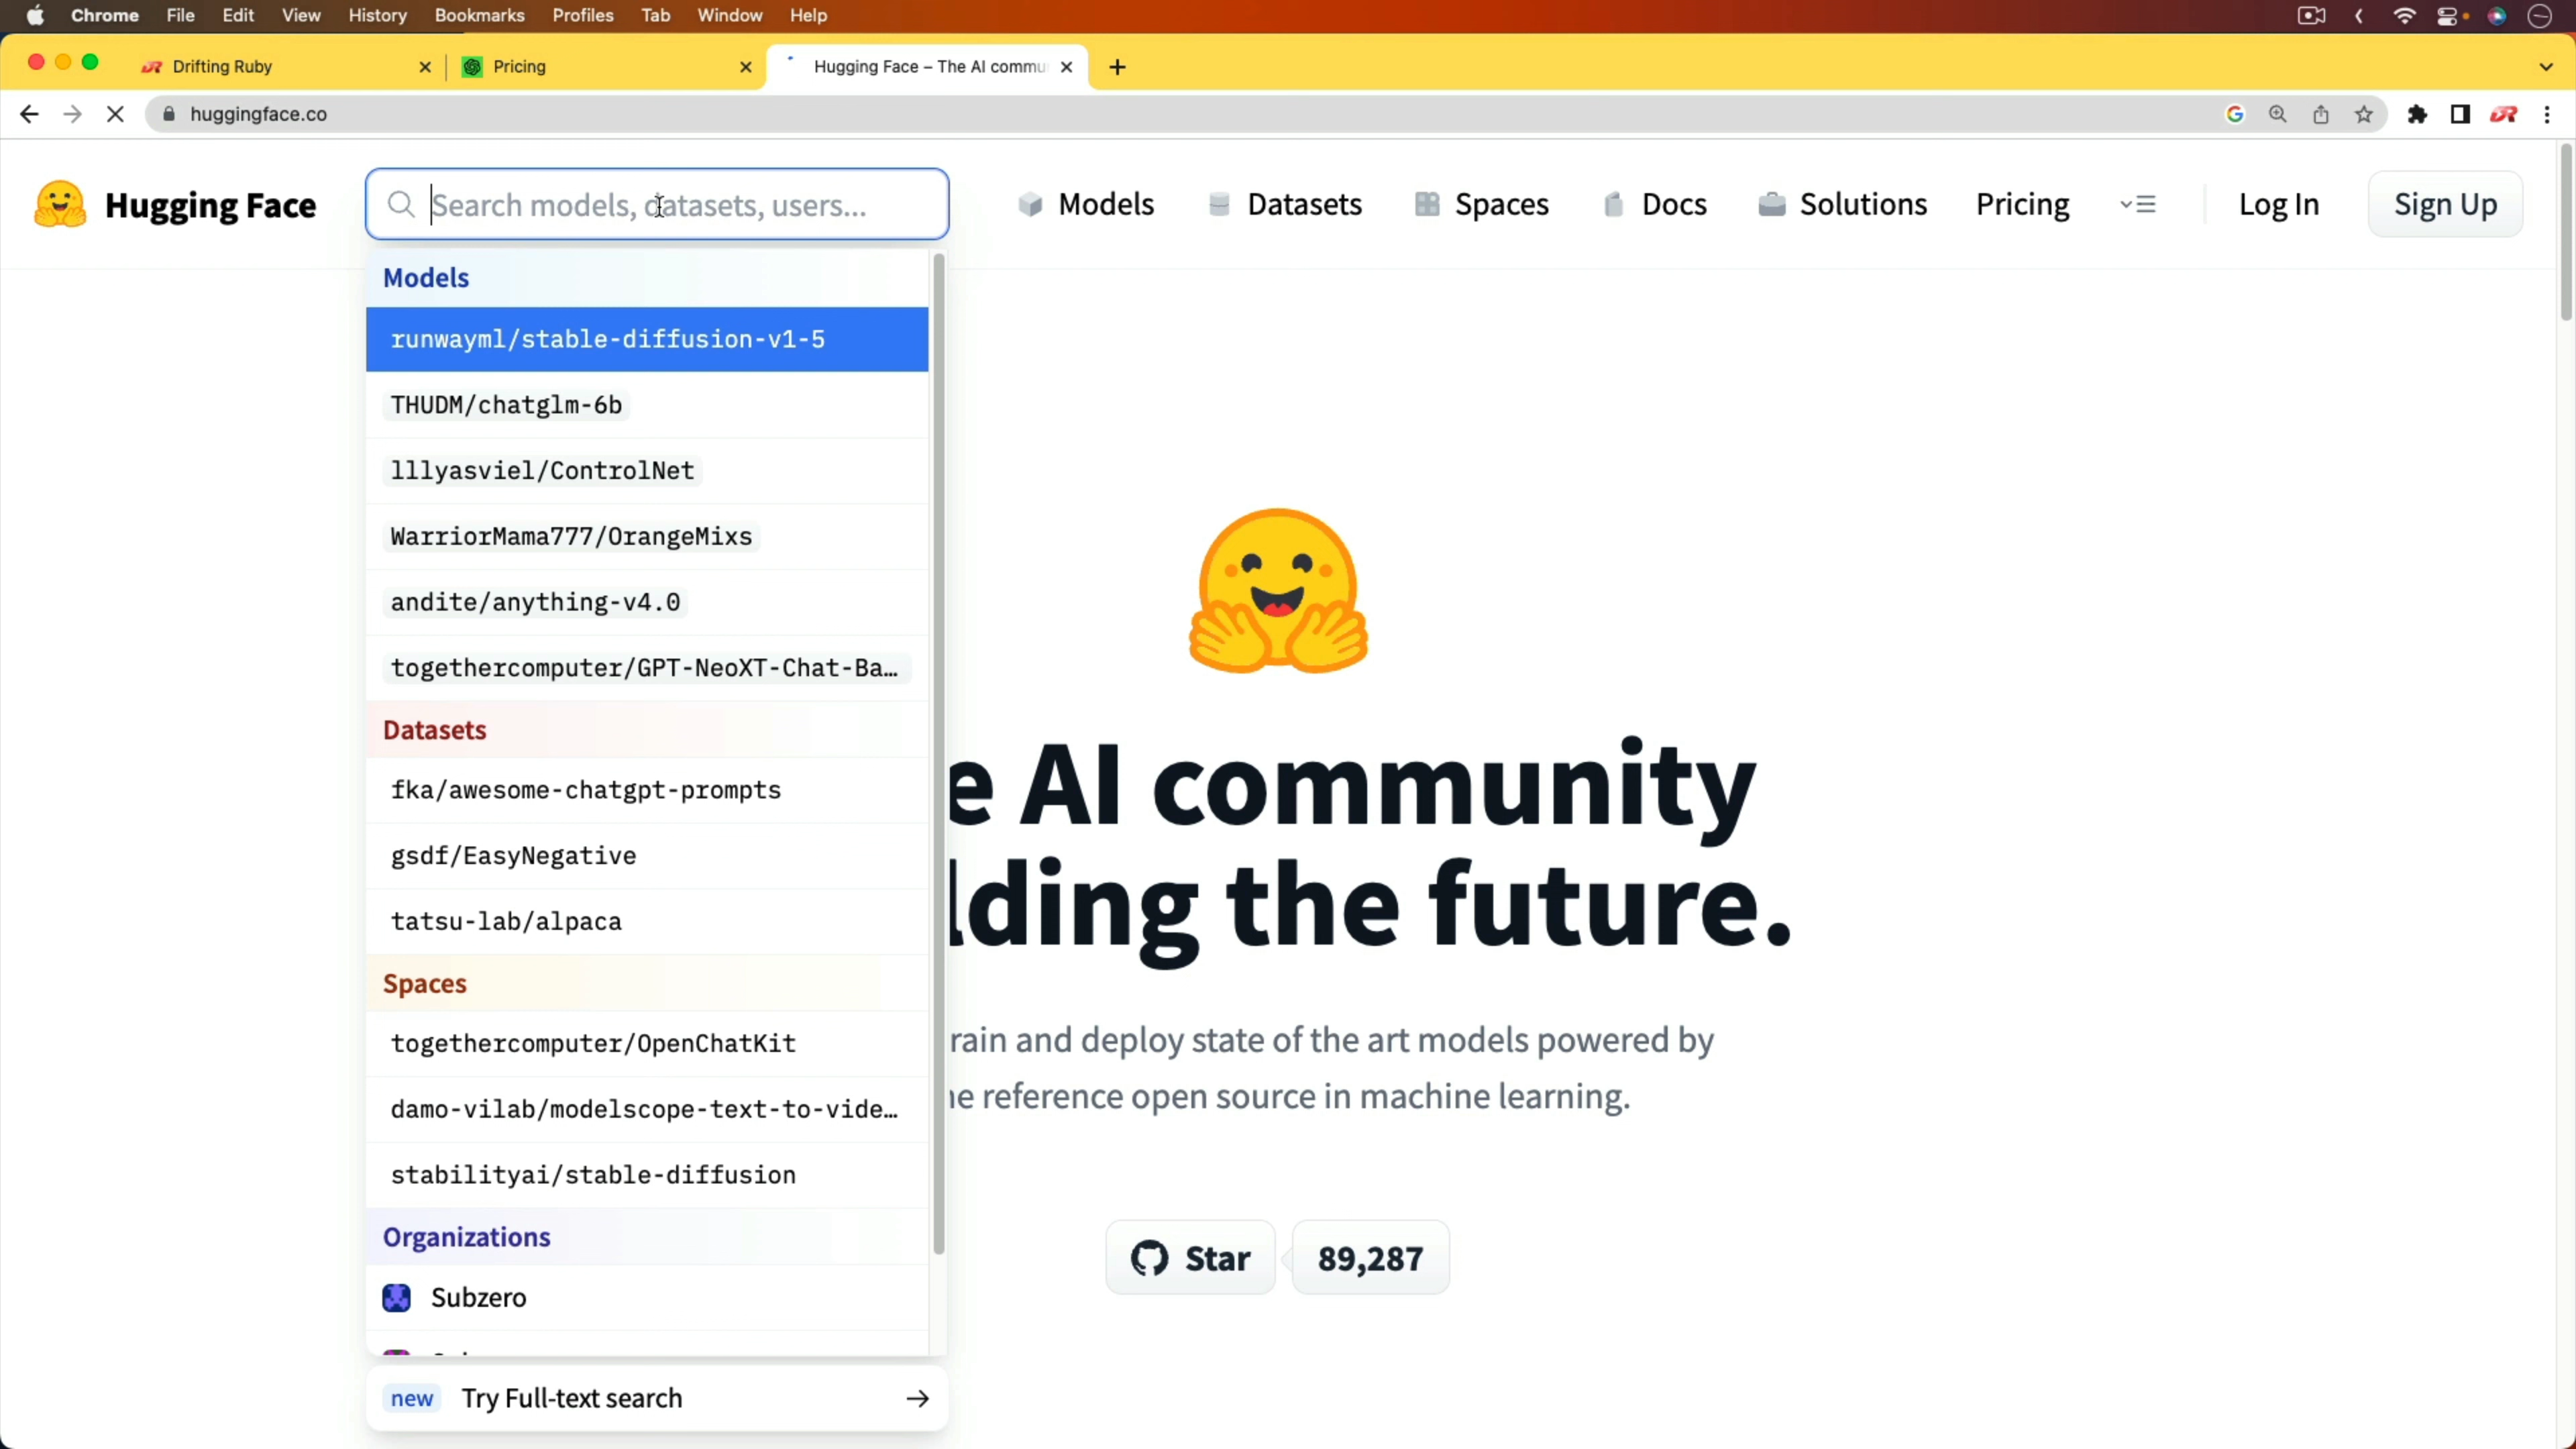 Chrome File Edit View History Bookmarks Profiles Tab Window Help
Drifting Ruby Pricing Hugging Face – The AI commu
huggingface.co
Hugging Face Search models, datasets, users... Models Datasets Spaces Docs Solutions Pricing Log In Sign Up
Models
runwayml/stable-diffusion-v1-5
THUDM/chatglm-6b
lllyasviel/ControlNet
WarriorMama777/OrangeMixs
andite/anything-v4.0
togethercomputer/GPT-NeoXT-Chat-Ba…
Datasets
fka/awesome-chatgpt-prompts
gsdf/EasyNegative
tatsu-lab/alpaca
Spaces
togethercomputer/OpenChatKit
damo-vilab/modelscope-text-to-vide…
stabilityai/stable-diffusion
Organizations
Subzero
new Try Full-text search
e AI community
lding the future.
rain and deploy state of the art models powered by
e reference open source in machine learning.
Star 89,287